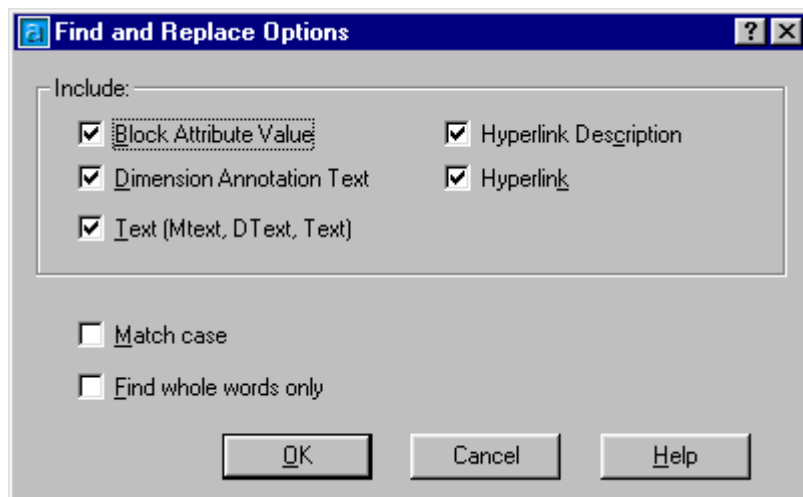 Find and Replace Options
Include:
Block Attribute Value
Hyperlink Description
Dimension Annotation Text
Hyperlink
Text (Mtext, DText, Text)
Match case
Find whole words only
OK Cancel Help